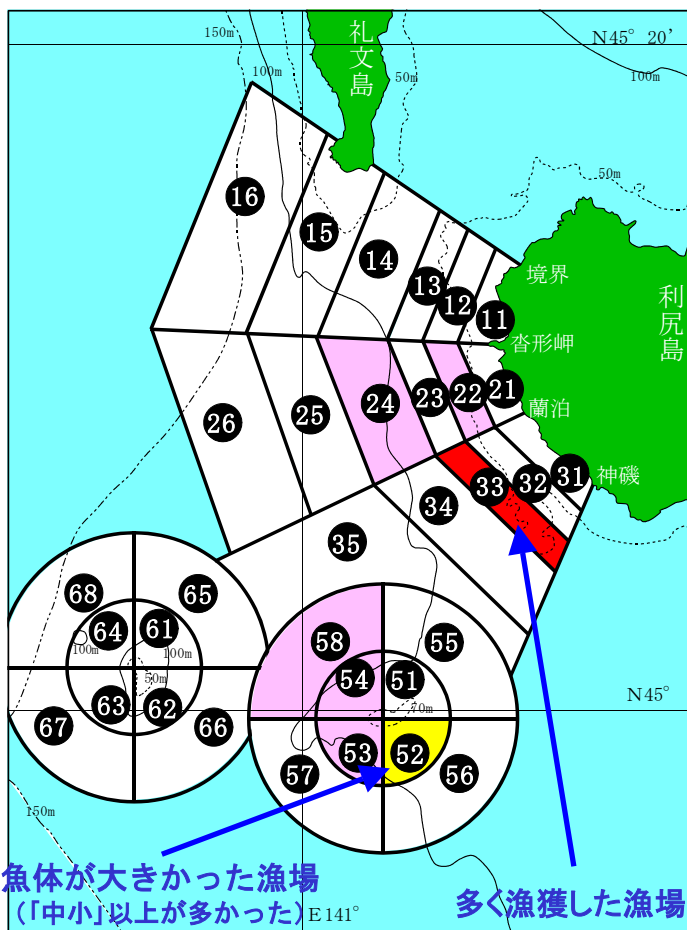 150m
礼文島
N45° 20’
100m
50m
100m
50m
16
15
14
13
12
11
境界
利尻島
沓形岬
26
25
24
23
22
21
蘭泊
31
神磯
32
33
34
35
68
65
64
61
100m
100m
50m
63
62
67
66
58
55
54
51
70m
N45°
53
52
57
56
150m
魚体が大きかった漁場
（「中小」以上が多かった）
E141°
多く漁獲した漁場